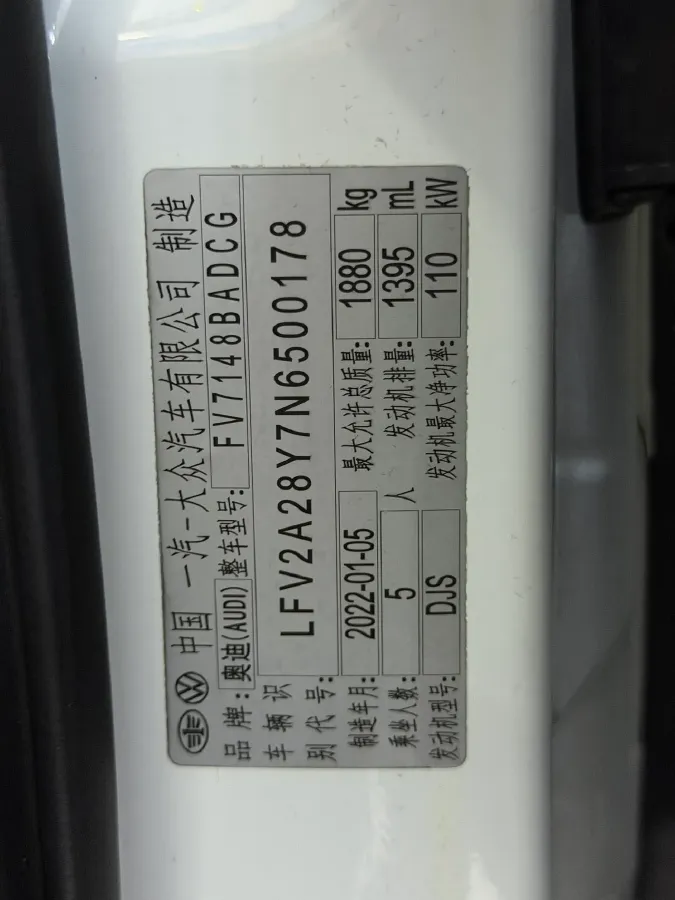 中国 一汽-大众汽车有限公司 制造
品牌: 奥迪(AUDI) 整车型号: FV7148BADCG
车辆识别代号: LFV2A28Y7N6500178
制造年月: 2022-01-05 最大允许总质量: 1880 kg
乘坐人数: 5 人 发动机排量: 1395 mL
发动机型号: DJS 发动机最大净功率: 110 kW